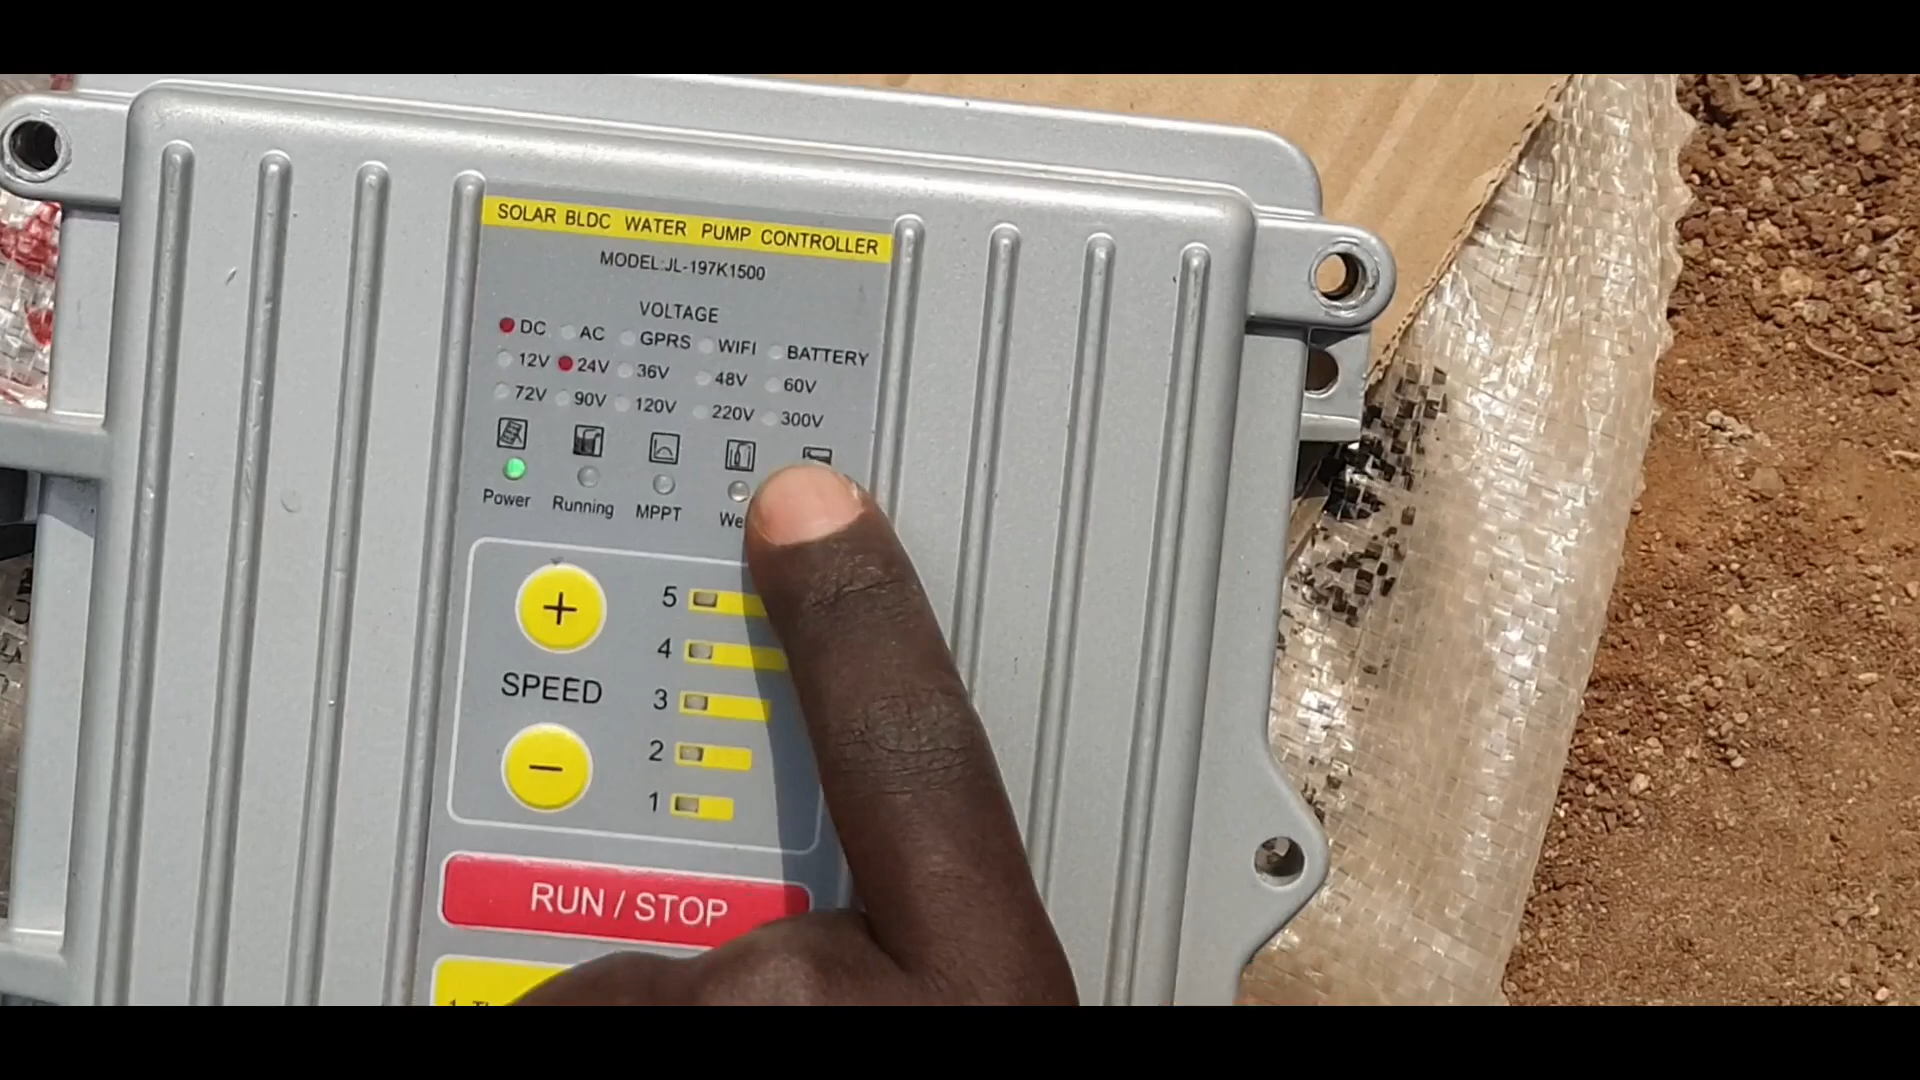 SOLAR BLDC WATER PUMP CONTROLLER
MODEL:JL-197K1500
VOLTAGE
DC AC GPRS WIFI BATTERY
12V 24V 36V 48V 60V
72V 90V 120V 220V 300V
Power Running MPPT
+
5
4
SPEED
3
2
−
1
RUN / STOP